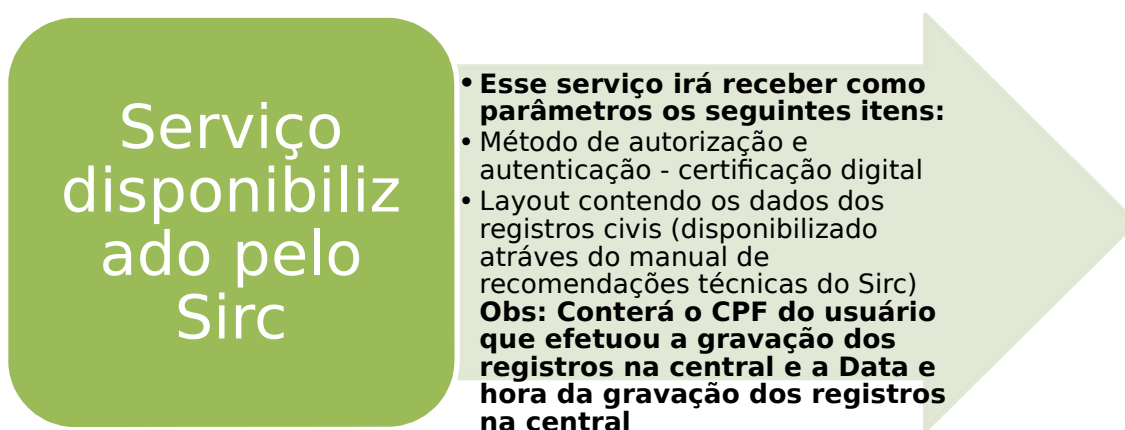 Serviço
disponibiliz
ado pelo
Sirc
• Esse serviço irá receber como
parâmetros os seguintes itens:
• Método de autorização e
autenticação - certificação digital
• Layout contendo os dados dos
registros civis (disponibilizado
atráves do manual de
recomendações técnicas do Sirc)
Obs: Conterá o CPF do usuário
que efetuou a gravação dos
registros na central e a Data e
hora da gravação dos registros
na central